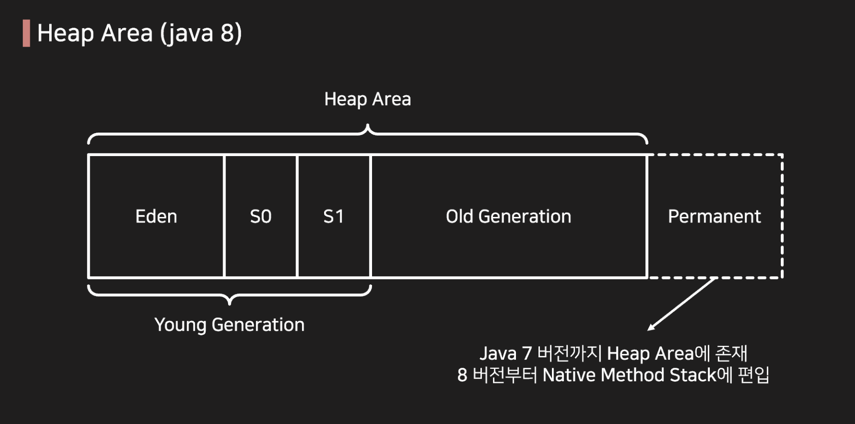 Heap Area (java 8)
Heap Area
Eden
S0
S1
Old Generation
Permanent
Young Generation
Java 7 버전까지 Heap Area에 존재
8 버전부터 Native Method Stack에 편입